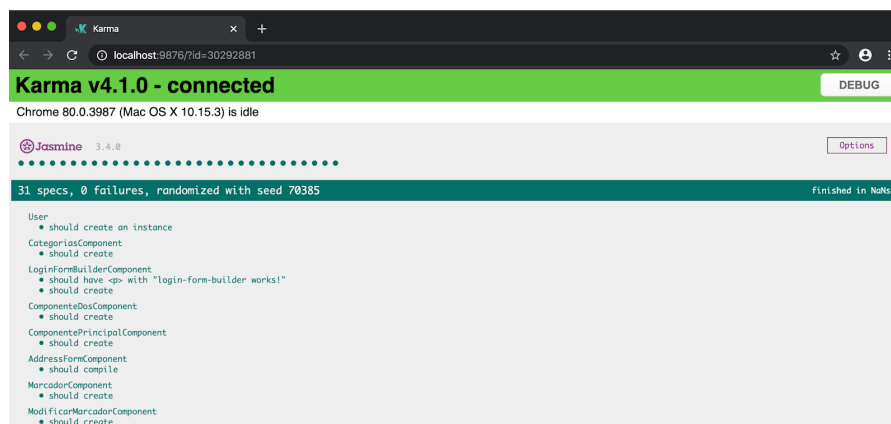 Karma
localhost:9876/?id=30292881
Karma v4.1.0 - connected
DEBUG
Chrome 80.0.3987 (Mac OS X 10.15.3) is idle
Jasmine 3.4.0
Options
31 specs, 0 failures, randomized with seed 70385
finished in NaNs
User
• should create an instance
CategoriasComponent
• should create
LoginFormBuilderComponent
• should have <p> with "login-form-builder works!"
• should create
ComponenteDosComponent
• should create
ComponentePrincipalComponent
• should create
AddressFormComponent
• should compile
MarcadorComponent
• should create
ModificarMarcadorComponent
• should create